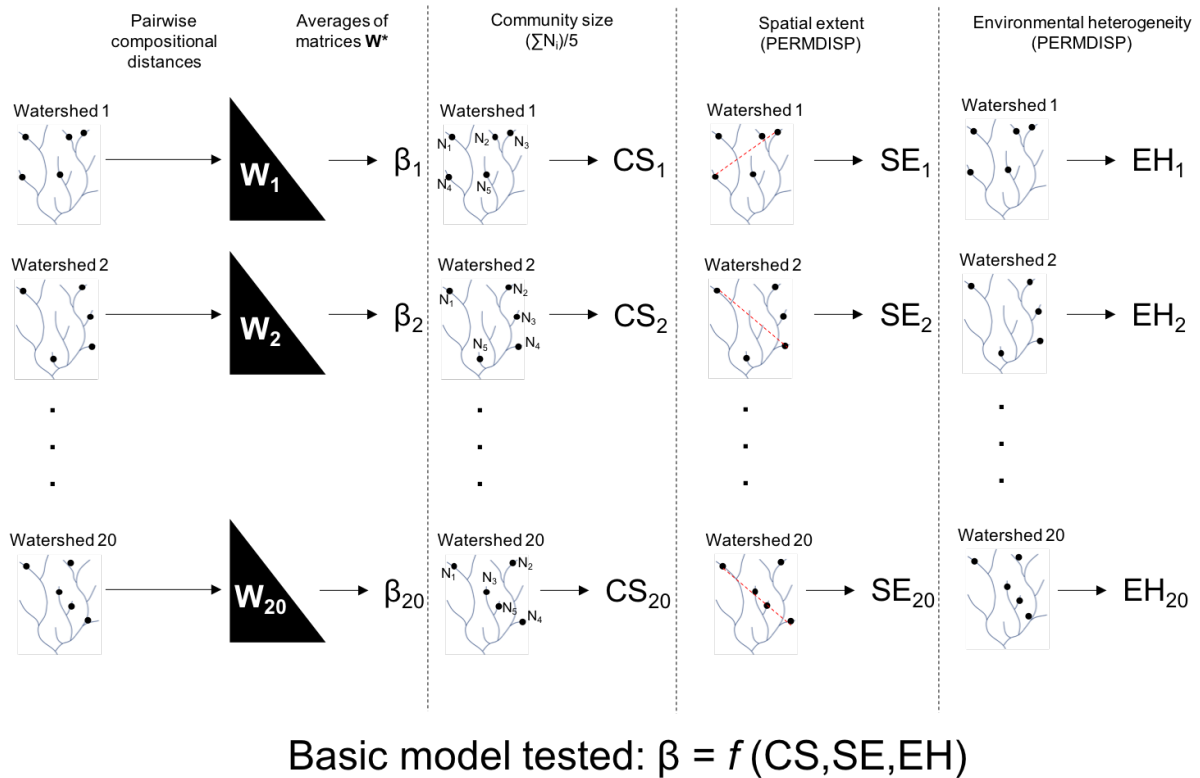 Pairwise
compositional
distances
Averages of
matrices W*
Community size
(∑Nᵢ)/5
Spatial extent
(PERMDISP)
Environmental heterogeneity
(PERMDISP)
Watershed 1
W₁
β₁
Watershed 1
N₁
N₂
N₃
N₄
N₅
CS₁
Watershed 1
SE₁
Watershed 1
EH₁
Watershed 2
W₂
β₂
Watershed 2
N₁
N₂
N₃
N₄
N₅
CS₂
Watershed 2
SE₂
Watershed 2
EH₂
Watershed 20
W₂₀
β₂₀
Watershed 20
N₁
N₂
N₃
N₅
N₄
CS₂₀
Watershed 20
SE₂₀
Watershed 20
EH₂₀
Basic model tested: β = f (CS,SE,EH)